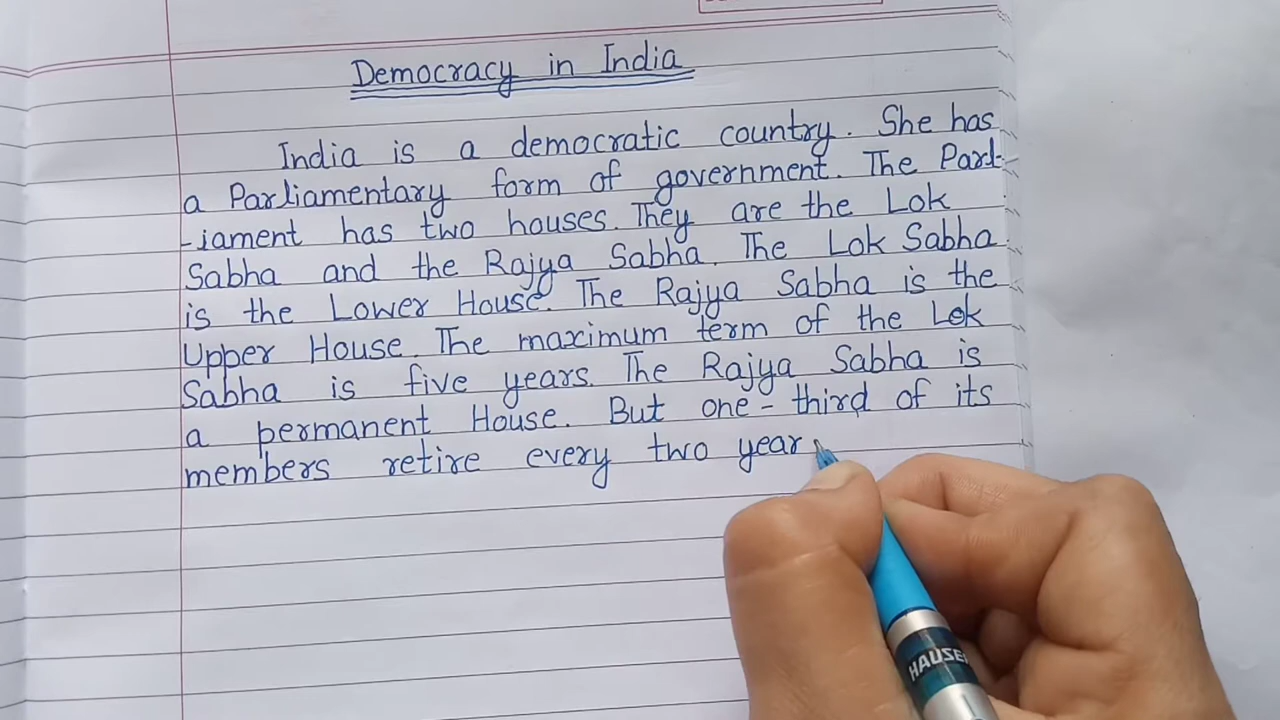 Democracy in India
India is a democratic country. She has
a Parliamentary form of government. The Parl-
-iament has two houses. They are the Lok
Sabha and the Rajya Sabha. The Lok Sabha
is the Lower House. The Rajya Sabha is the
Upper House. The maximum term of the Lok
Sabha is five years. The Rajya Sabha is
a permanent House. But one-third of its
members retire every two year
HAUSER